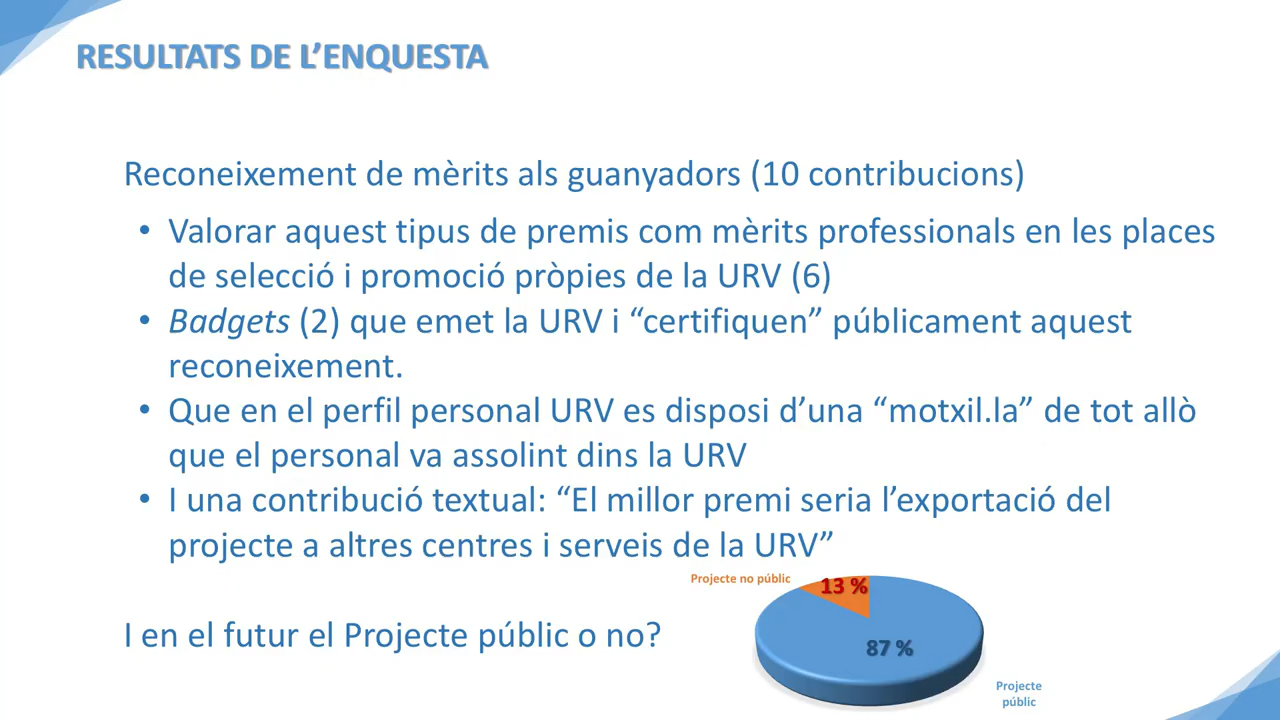 RESULTATS DE L’ENQUESTA
Reconeixement de mèrits als guanyadors (10 contribucions)
• Valorar aquest tipus de premis com mèrits professionals en les places
de selecció i promoció pròpies de la URV (6)
• Badgets (2) que emet la URV i “certifiquen” públicament aquest
reconeixement.
• Que en el perfil personal URV es disposi d’una “motxil.la” de tot allò
que el personal va assolint dins la URV
• I una contribució textual: “El millor premi seria l’exportació del
projecte a altres centres i serveis de la URV”
Projecte no públic
13 %
I en el futur el Projecte públic o no?
87 %
Projecte
públic